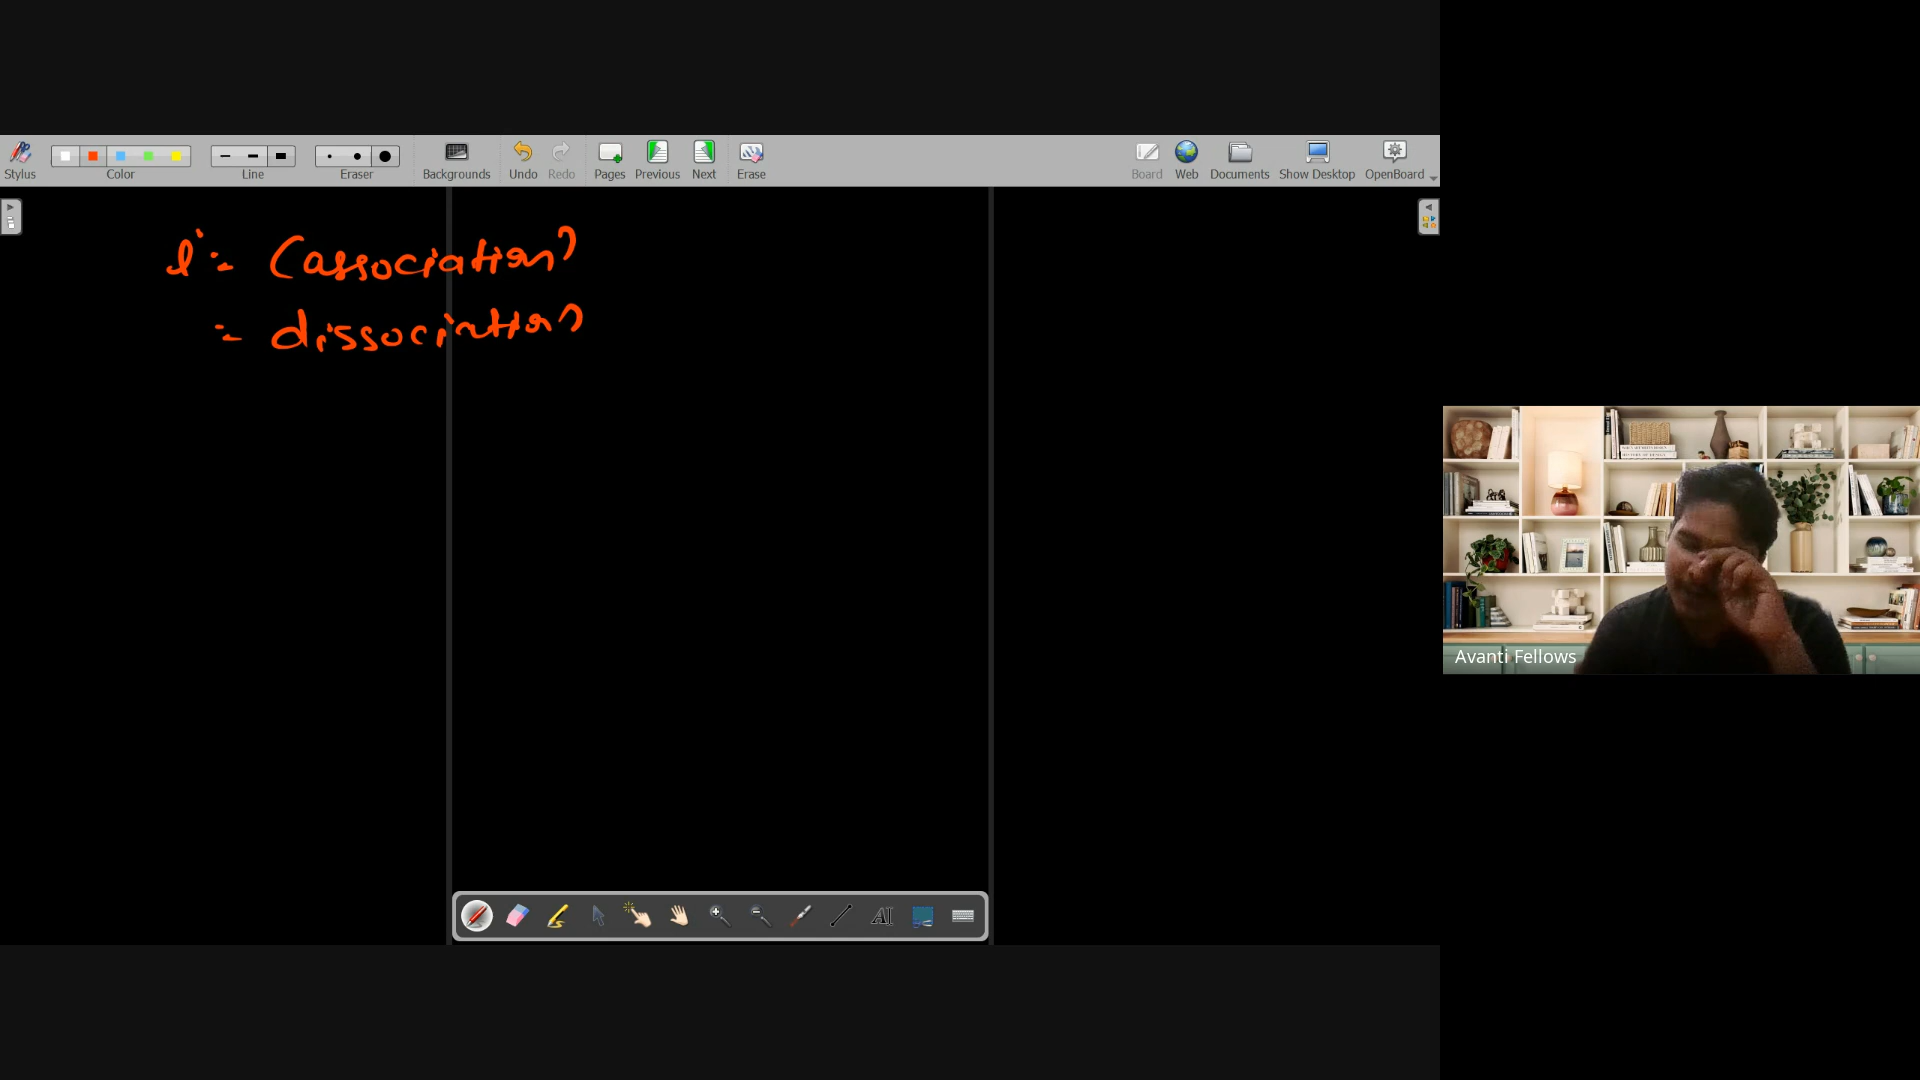 Stylus
Color
Line
Eraser
Backgrounds
Undo
Redo
Pages
Previous
Next
Erase
Board
Web
Documents
Show Desktop
OpenBoard
i = (association)
= dissociation)
Avanti Fellows